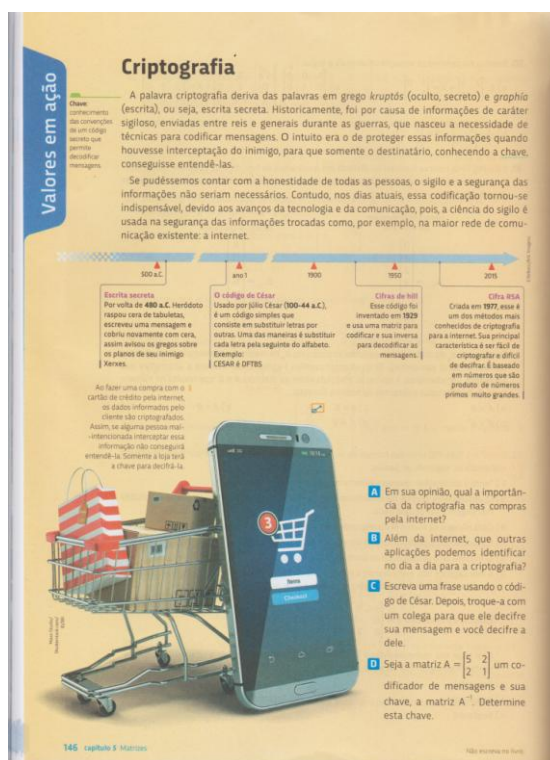 Valores em ação
Criptografia
Chave:
conhecimento
das convenções
de um código
secreto que
permite
decodificar
mensagens.
A palavra criptografia deriva das palavras em grego kruptós (oculto, secreto) e graphía
(escrita), ou seja, escrita secreta. Historicamente, foi por causa de informações de caráter
sigiloso, enviadas entre reis e generais durante as guerras, que nasceu a necessidade de
técnicas para codificar mensagens. O intuito era o de proteger essas informações quando
houvesse interceptação do inimigo, para que somente o destinatário, conhecendo a chave,
conseguisse entendê-las.
Se pudéssemos contar com a honestidade de todas as pessoas, o sigilo e a segurança das
informações não seriam necessários. Contudo, nos dias atuais, essa codificação tornou-se
indispensável, devido aos avanços da tecnologia e da comunicação, pois, a ciência do sigilo é
usada na segurança das informações trocadas como, por exemplo, na maior rede de comu-
nicação existente: a internet.
500 a.C.
ano 1
1900
1950
2015
Escrita secreta
Por volta de 480 a.C. Heródoto
raspou cera de tabuletas,
escreveu uma mensagem e
cobriu novamente com cera,
assim avisou os gregos sobre
os planos de seu inimigo
Xerxes.
O código de César
Usado por Júlio César (100-44 a.C.),
é um código simples que
consiste em substituir letras por
outras. Uma das maneiras é substituir
cada letra pela seguinte do alfabeto.
Exemplo:
CESAR é DFTBS
Cifras de hill
Esse código foi
inventado em 1929
e usa uma matriz para
codificar e sua inversa
para decodificar as
mensagens.
Cifra RSA
Criada em 1977, esse é
um dos métodos mais
conhecidos de criptografia
para a internet. Sua principal
característica é ser fácil de
criptografar e difícil
de decifrar. É baseado
em números que são
produto de números
primos muito grandes.
Ao fazer uma compra com o
cartão de crédito pela internet,
os dados informados pelo
cliente são criptografados.
Assim, se alguma pessoa mal-
-intencionada interceptar essa
informação não conseguirá
entendê-la. Somente a loja terá
a chave para decifrá-la.
3
Items
Checkout
A Em sua opinião, qual a importân-
cia da criptografia nas compras
pela internet?
B Além da internet, que outras
aplicações podemos identificar
no dia a dia para a criptografia?
C Escreva uma frase usando o códi-
go de César. Depois, troque-a com
um colega para que ele decifre
sua mensagem e você decifre a
dele.
D Seja a matriz A = [5 2
2 1] um co-
dificador de mensagens e sua
chave, a matriz A⁻¹. Determine
esta chave.
146 capítulo 5 Matrizes
Não escreva no livro.